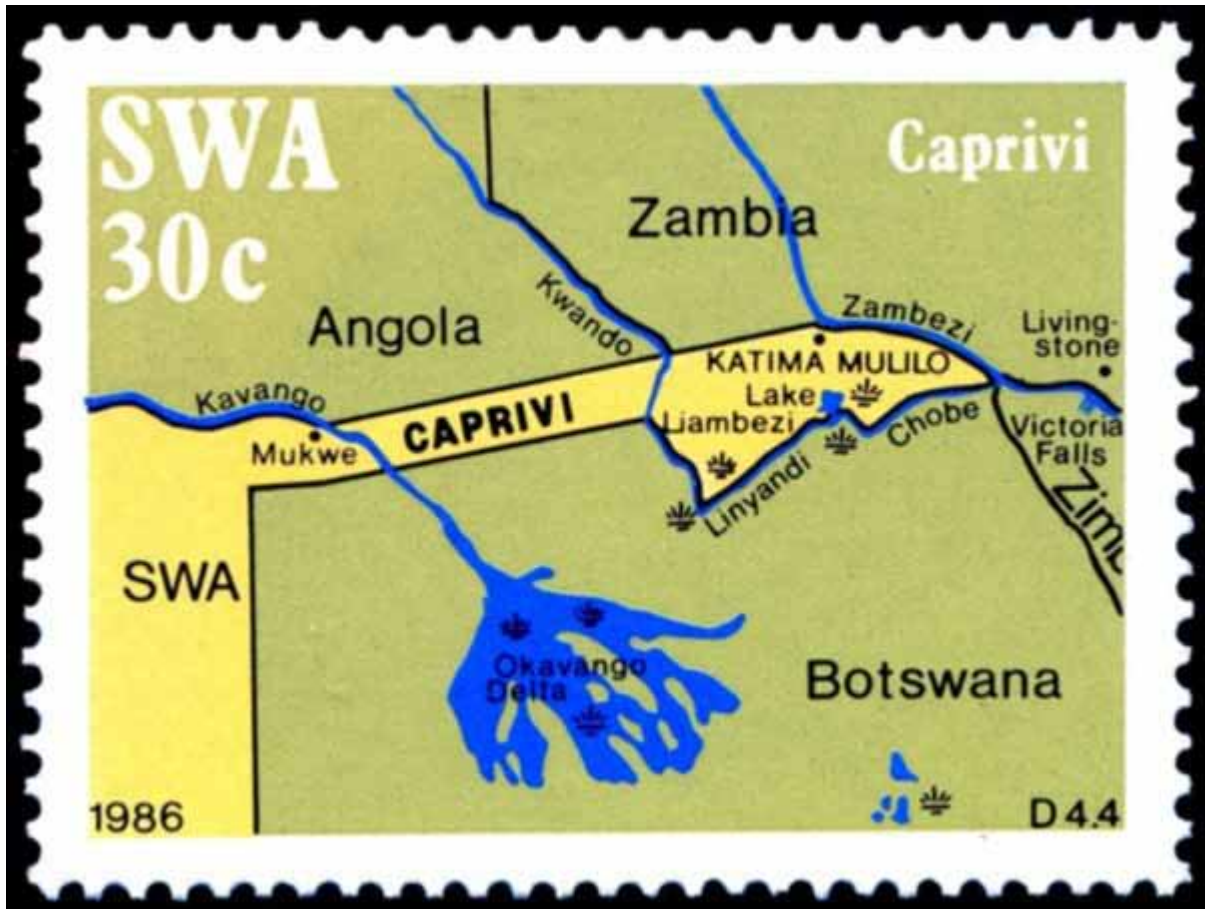 SWA
30c
Caprivi
Zambia
Angola
Kwando
Zambezi
Living-
stone
KATIMA MULILO
Lake
Liambezi
Kavango
CAPRIVI
Mukwe
Chobe
Victoria
Falls
Linyandi
SWA
Okavango
Delta
Botswana
1986
D 4.4